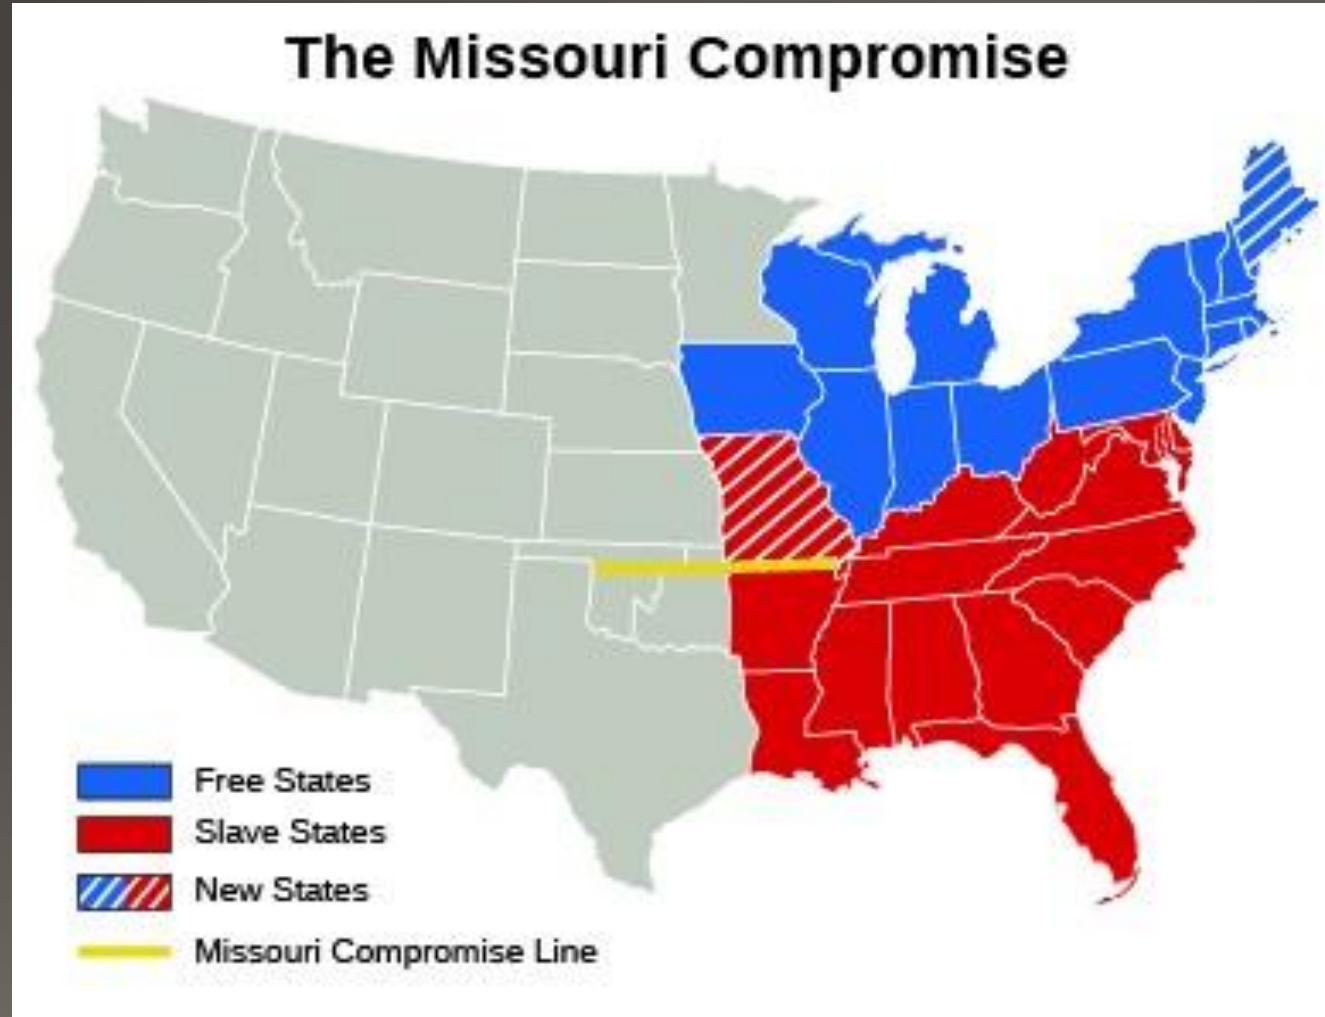 The Missouri Compromise
Free States
Slave States
New States
Missouri Compromise Line